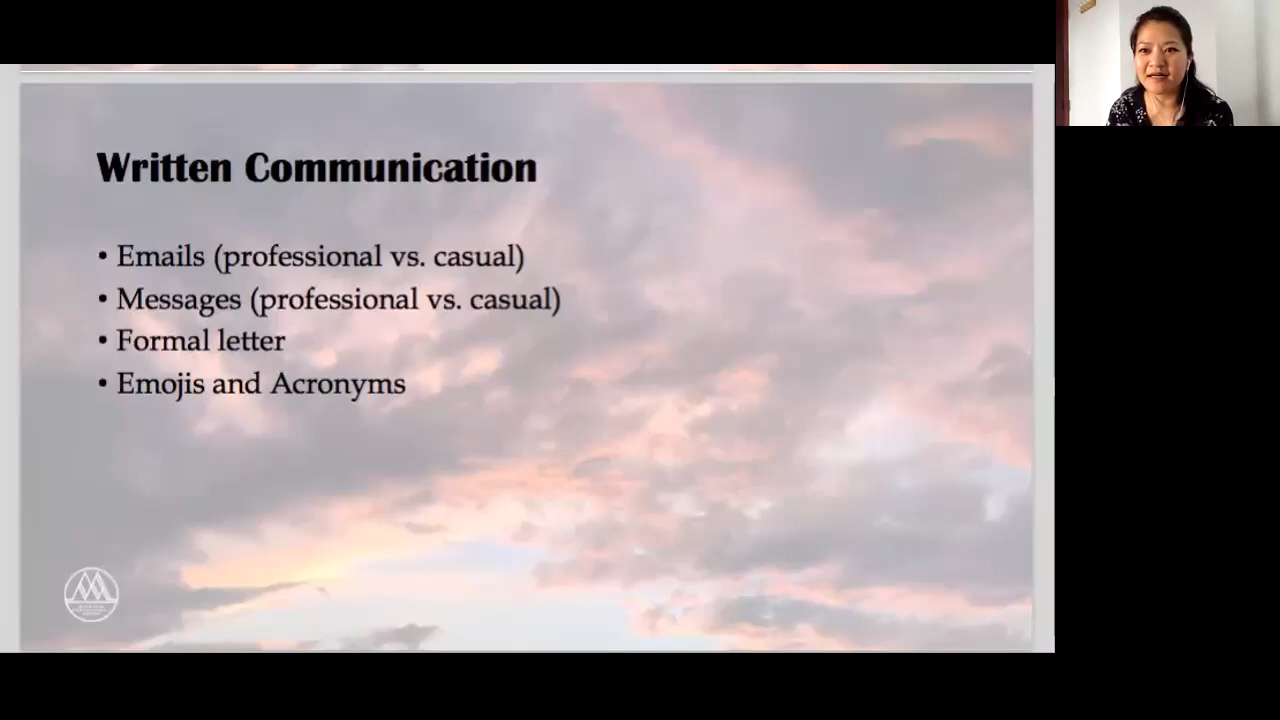 Written Communication
• Emails (professional vs. casual)
• Messages (professional vs. casual)
• Formal letter
• Emojis and Acronyms